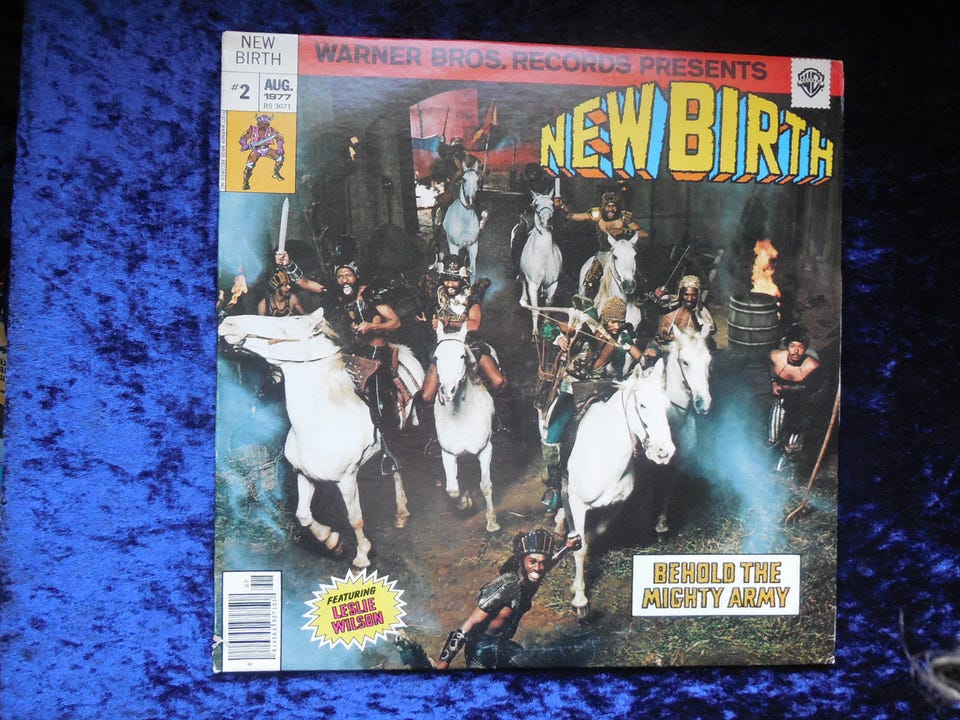 NEW
BIRTH
WARNER BROS. RECORDS PRESENTS
#2
AUG.
1977
BS 3071
NEW BIRTH
BEHOLD THE
MIGHTY ARMY
FEATURING
LESLIE
WILSON
07